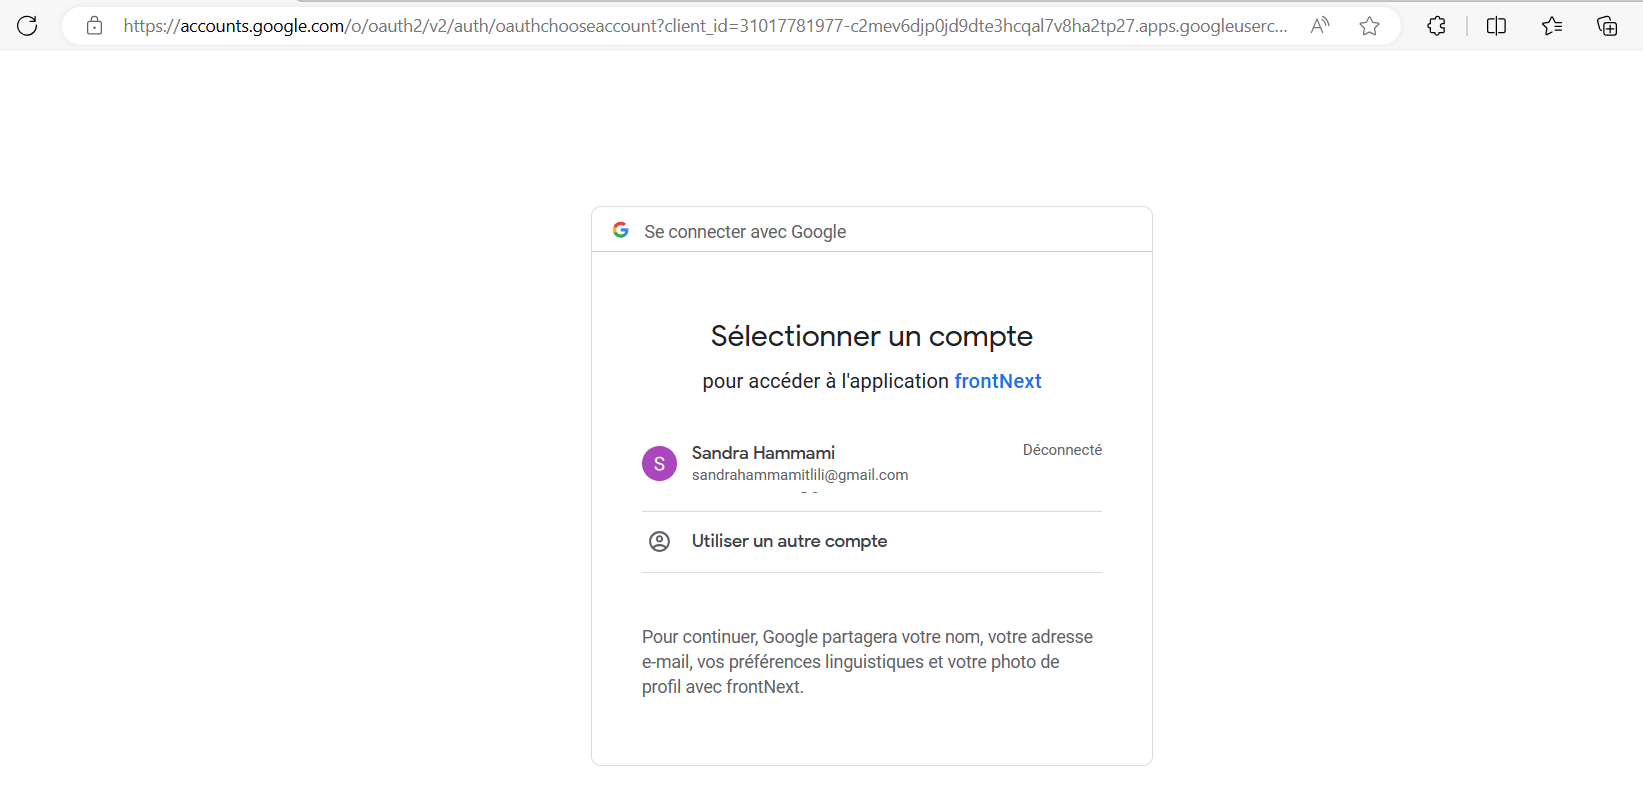 https://accounts.google.com/o/oauth2/v2/auth/oauthchooseaccount?client_id=31017781977-c2mev6djp0jd9dte3hcqal7v8ha2tp27.apps.googleuserc...
Se connecter avec Google
Sélectionner un compte
pour accéder à l'application frontNext
S
Sandra Hammami
Déconnecté
sandrahammamitlili@gmail.com
Utiliser un autre compte
Pour continuer, Google partagera votre nom, votre adresse
e-mail, vos préférences linguistiques et votre photo de
profil avec frontNext.